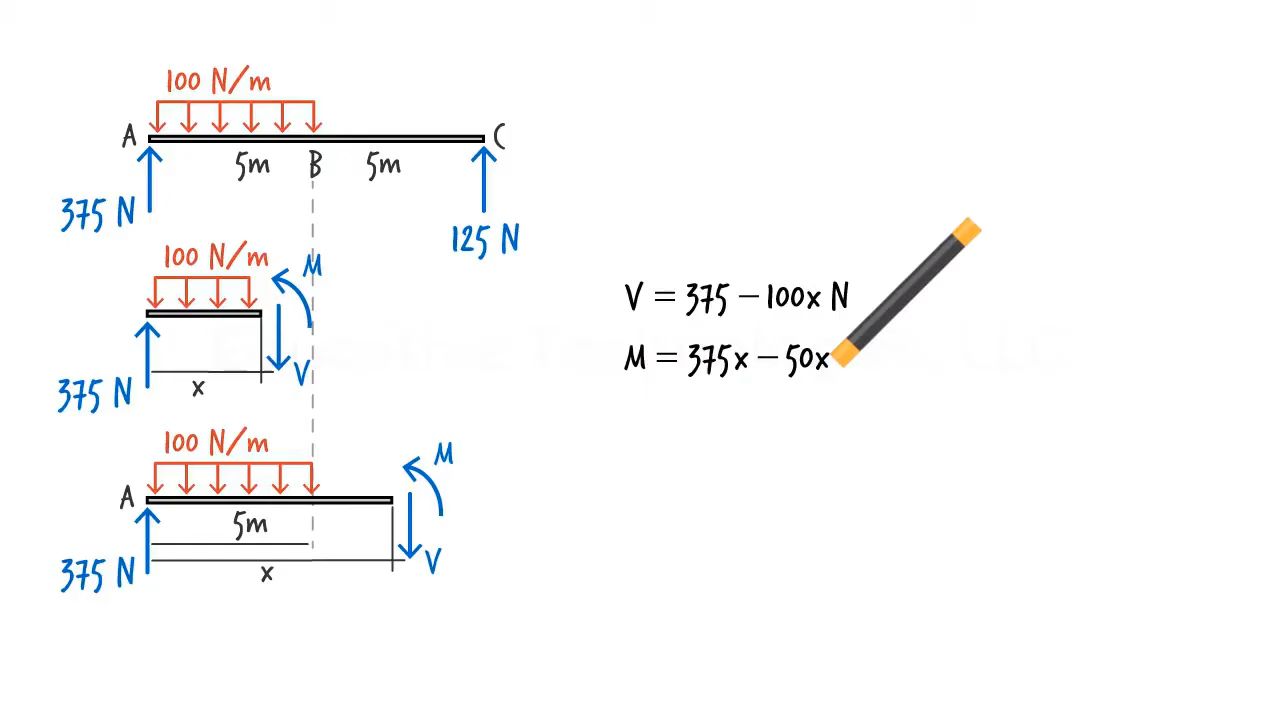 100 N/m
A C
5m B 5m
375 N
125 N
100 N/m
M
V
x
375 N
V = 375 − 100x N
M = 375x − 50x
100 N/m
M
A
5m
V
x
375 N